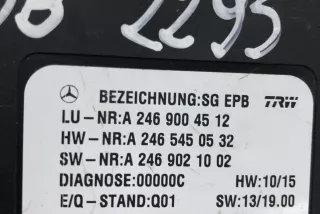 2295
BEZEICHNUNG:SG EPB TRW
LU-NR:A 246 900 45 12
HW-NR:A 246 545 05 32
SW-NR:A 246 902 10 02
DIAGNOSE:00000C HW:10/15
E/Q-STAND:Q01 SW:13/19.00